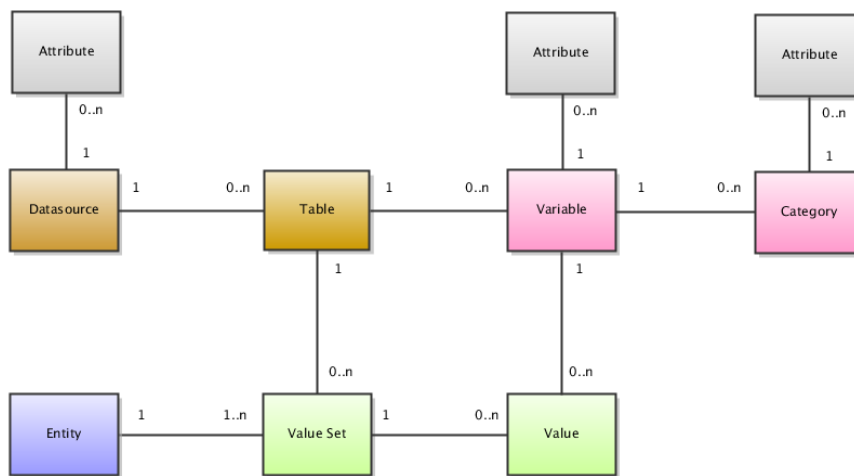 Attribute
Attribute
Attribute
0..n
0..n
0..n
1
1
1
Datasource
1
0..n
Table
1
0..n
Variable
1
0..n
Category
1
1
0..n
0..n
Entity
1
1..n
Value Set
1
0..n
Value